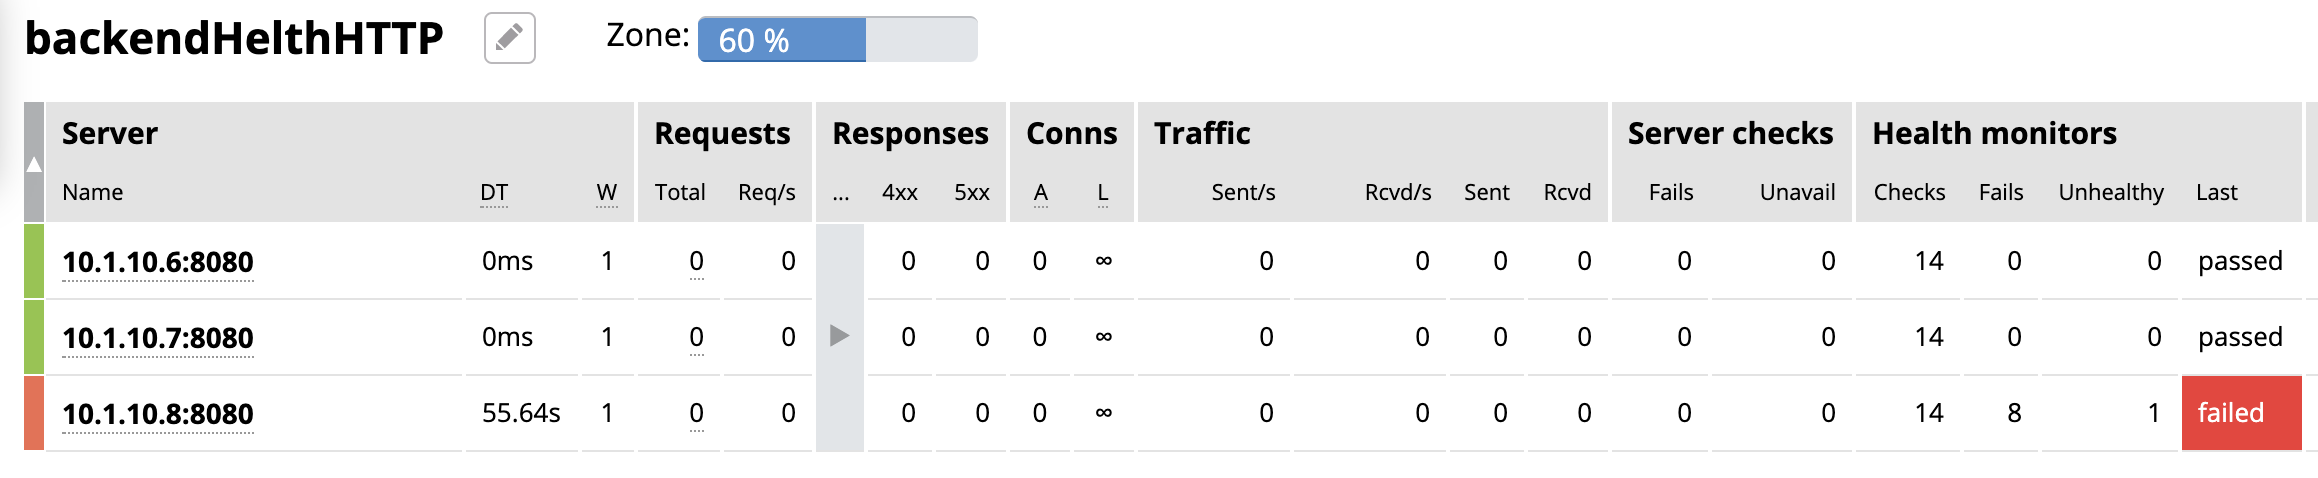 backendHelthHTTP Zone: 60 %
Server Requests Responses Conns Traffic Server checks Health monitors
Name DT W Total Req/s ... 4xx 5xx A L Sent/s Rcvd/s Sent Rcvd Fails Unavail Checks Fails Unhealthy Last
10.1.10.6:8080 0ms 1 0 0 0 0 0 ∞ 0 0 0 0 0 0 14 0 0 passed
10.1.10.7:8080 0ms 1 0 0 0 0 0 ∞ 0 0 0 0 0 0 14 0 0 passed
10.1.10.8:8080 55.64s 1 0 0 0 0 0 ∞ 0 0 0 0 0 0 14 8 1 failed